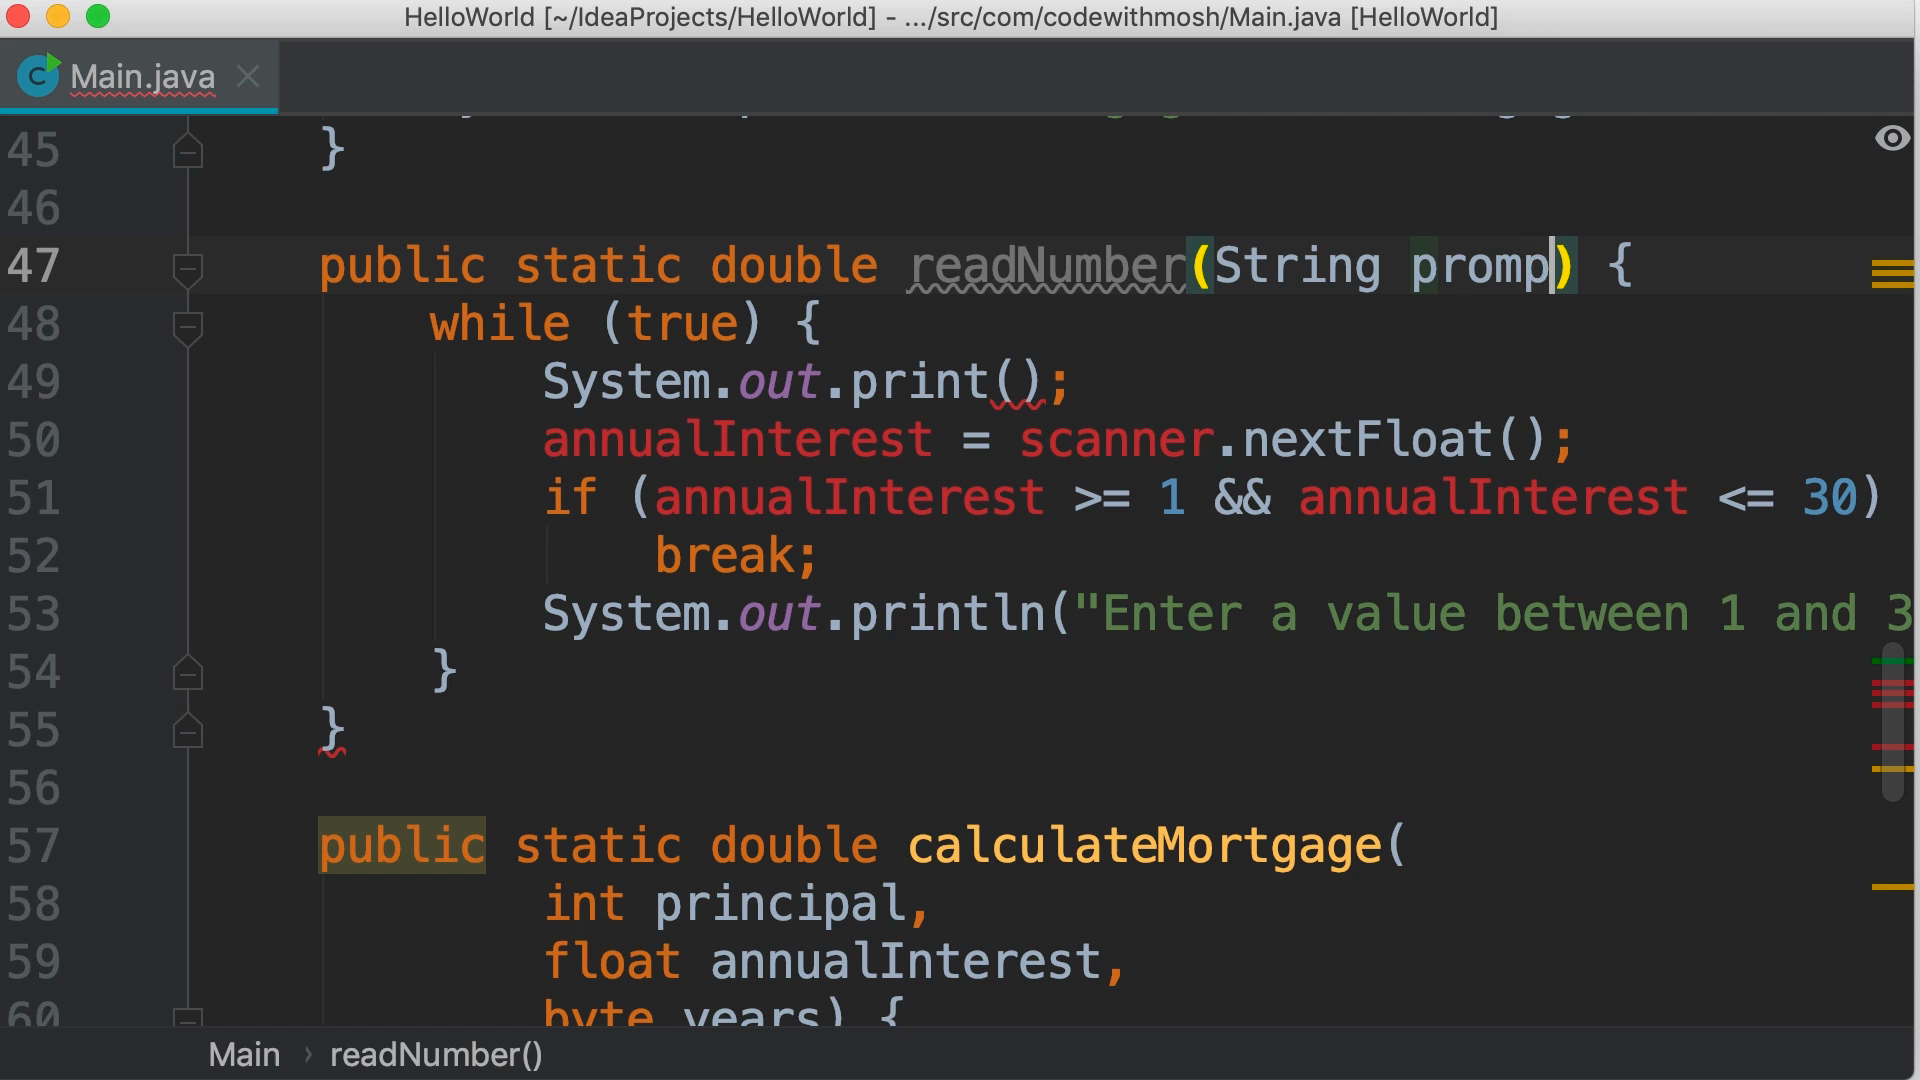 HelloWorld [~/IdeaProjects/HelloWorld] - .../src/com/codewithmosh/Main.java [HelloWorld]
Main.java
45 }
46
47 public static double readNumber(String promp) {
48 while (true) {
49 System.out.print();
50 annualInterest = scanner.nextFloat();
51 if (annualInterest >= 1 && annualInterest <= 30)
52 break;
53 System.out.println("Enter a value between 1 and 3
54 }
55 }
56
57 public static double calculateMortgage(
58 int principal,
59 float annualInterest,
60 byte years) {
Main › readNumber()